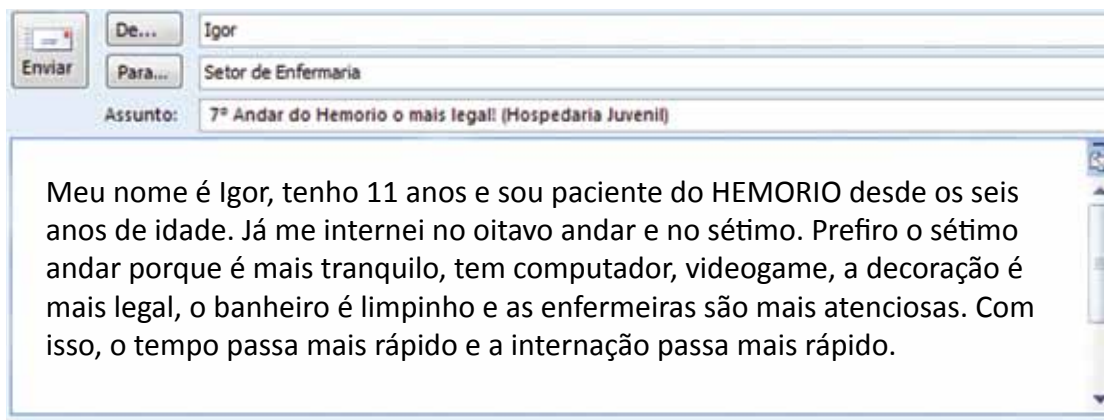 De... Igor
Enviar Para... Setor de Enfermaria
Assunto: 7º Andar do Hemorio o mais legal! (Hospedaria Juvenil)
Meu nome é Igor, tenho 11 anos e sou paciente do HEMORIO desde os seis
anos de idade. Já me internei no oitavo andar e no sétimo. Prefiro o sétimo
andar porque é mais tranquilo, tem computador, videogame, a decoração é
mais legal, o banheiro é limpinho e as enfermeiras são mais atenciosas. Com
isso, o tempo passa mais rápido e a internação passa mais rápido.